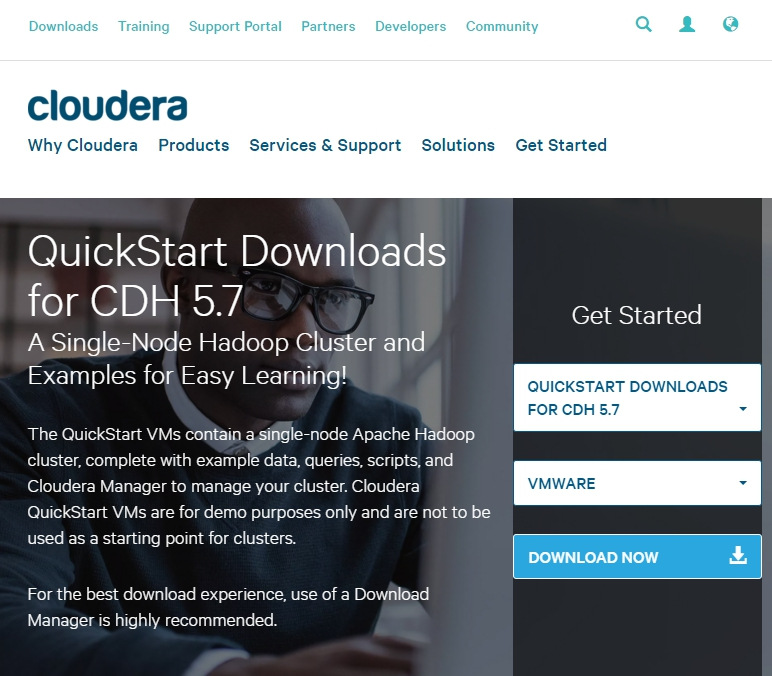 Downloads Training Support Portal Partners Developers Community
cloudera
Why Cloudera Products Services & Support Solutions Get Started
QuickStart Downloads
for CDH 5.7
A Single-Node Hadoop Cluster and
Examples for Easy Learning!
The QuickStart VMs contain a single-node Apache Hadoop
cluster, complete with example data, queries, scripts, and
Cloudera Manager to manage your cluster. Cloudera
QuickStart VMs are for demo purposes only and are not to be
used as a starting point for clusters.
For the best download experience, use of a Download
Manager is highly recommended.
Get Started
QUICKSTART DOWNLOADS
FOR CDH 5.7
VMWARE
DOWNLOAD NOW